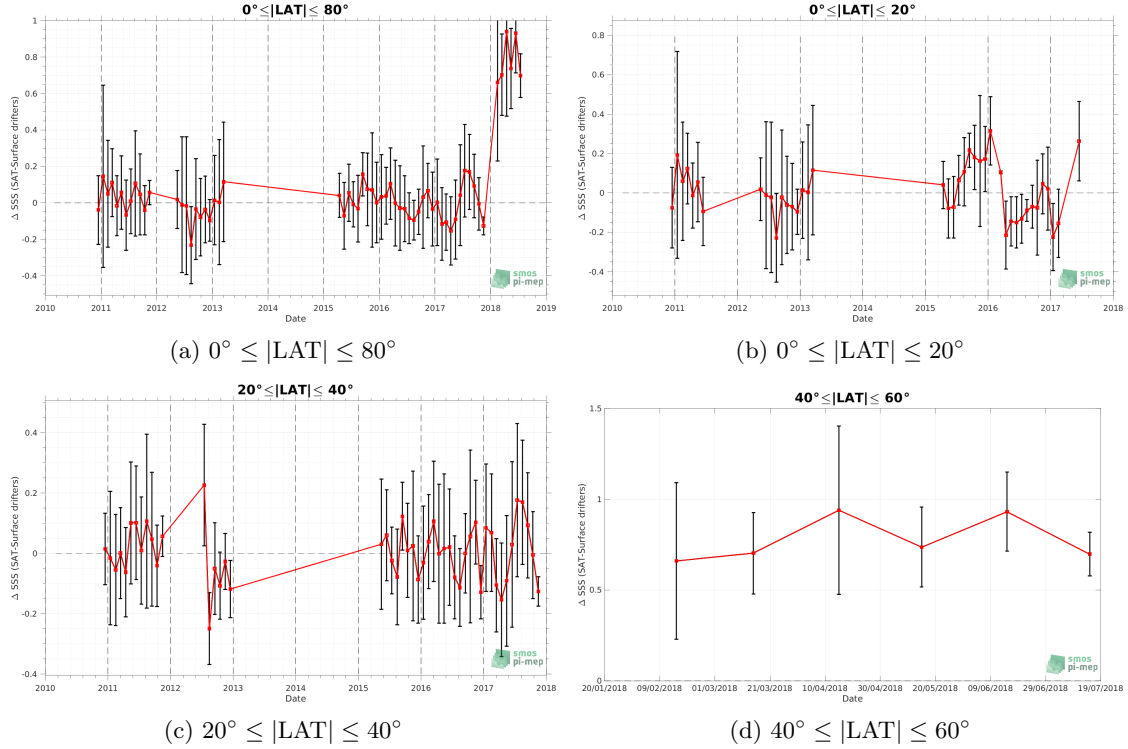 0°≤|LAT|≤ 80°
Δ SSS (SAT-Surface drifters)
1
0.8
0.6
0.4
0.2
0
-0.2
-0.4
2010 2011 2012 2013 2014 2015 2016 2017 2018 2019
Date
smos
pi-mep
(a) 0° ≤ |LAT| ≤ 80°
0°≤|LAT|≤ 20°
Δ SSS (SAT-Surface drifters)
0.8
0.6
0.4
0.2
0
-0.2
-0.4
2010 2011 2012 2013 2014 2015 2016 2017 2018
Date
smos
pi-mep
(b) 0° ≤ |LAT| ≤ 20°
20°≤|LAT|≤ 40°
Δ SSS (SAT-Surface drifters)
0.4
0.2
0
-0.2
-0.4
2010 2011 2012 2013 2014 2015 2016 2017 2018
Date
smos
pi-mep
(c) 20° ≤ |LAT| ≤ 40°
40°≤|LAT|≤ 60°
Δ SSS (SAT-Surface drifters)
1.5
1
0.5
0
20/01/2018 09/02/2018 01/03/2018 21/03/2018 10/04/2018 30/04/2018 20/05/2018 09/06/2018 29/06/2018 19/07/2018
Date
smos
pi-mep
(d) 40° ≤ |LAT| ≤ 60°